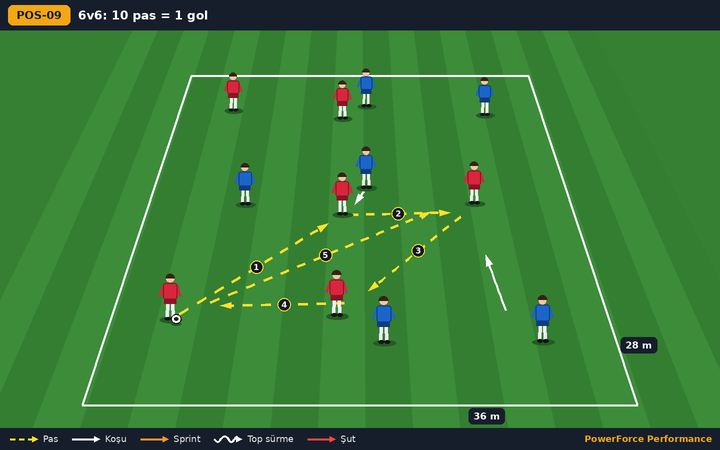 POS-09 6v6: 10 pas = 1 gol
2
1
5
3
4
28 m
36 m
Pas Koşu Sprint Top sürme Şut PowerForce Performance